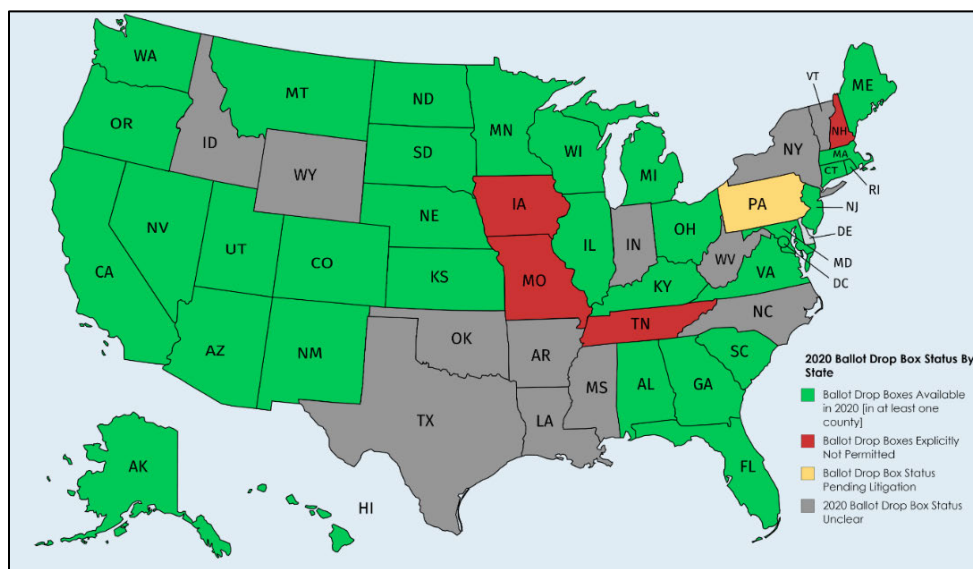 WA
MT
ND
MN
VT
ME
OR
ID
SD
WI
NH
WY
MI
NY
MA
CT
RI
IA
NE
PA
NJ
NV
UT
IL
IN
OH
DE
CA
CO
WV
MD
KS
MO
KY
VA
DC
TN
NC
OK
AZ
NM
AR
SC
MS
AL
GA
TX
LA
AK
FL
HI
2020 Ballot Drop Box Status By
State
Ballot Drop Boxes Available
in 2020 [in at least one
county]
Ballot Drop Boxes Explicitly
Not Permitted
Ballot Drop Box Status
Pending Litigation
2020 Ballot Drop Box Status
Unclear